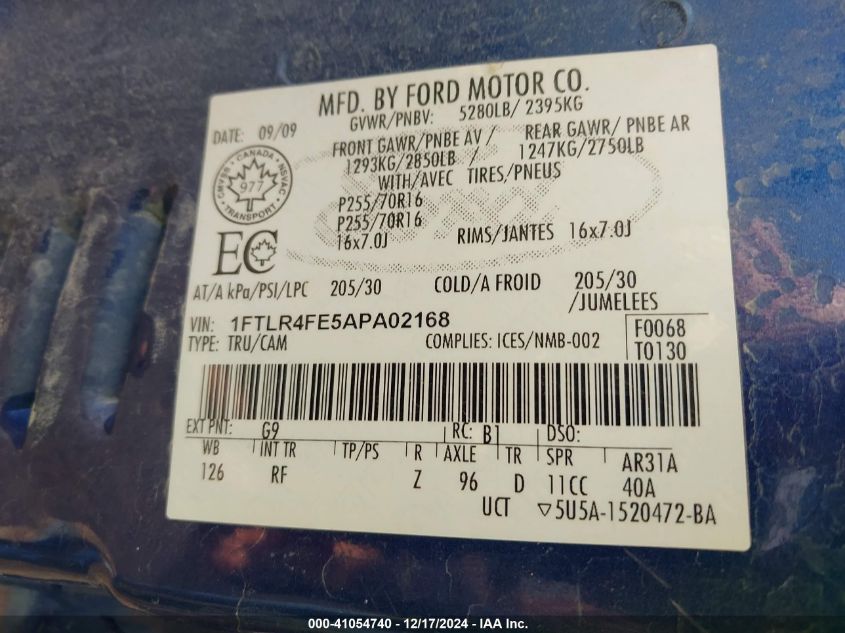 MFD. BY FORD MOTOR CO.
GVWR/PNBV: 5280LB/ 2395KG
DATE: 09/09
FRONT GAWR/PNBE AV / REAR GAWR/ PNBE AR
1293KG/2850LB / 1247KG/2750LB
WITH/AVEC TIRES/PNEUS
CANADA
CMVSS NSVAC
977
TRANSPORT
P255/70R16
P255/70R16
16x7.0J RIMS/JANTES 16x7.0J
EC
AT/A kPa/PSI/LPC 205/30 COLD/A FROID 205/30
/JUMELEES
VIN: 1FTLR4FE5APA02168
TYPE: TRU/CAM COMPLIES: ICES/NMB-002
F0068
T0130
EXT PNT: G9 RC: B1 DSO:
WB INT TR TP/PS R AXLE TR SPR AR31A
126 RF Z 96 D 11CC 40A
UCT ▽5U5A-1520472-BA
000-41054740 - 12/17/2024 - IAA Inc.